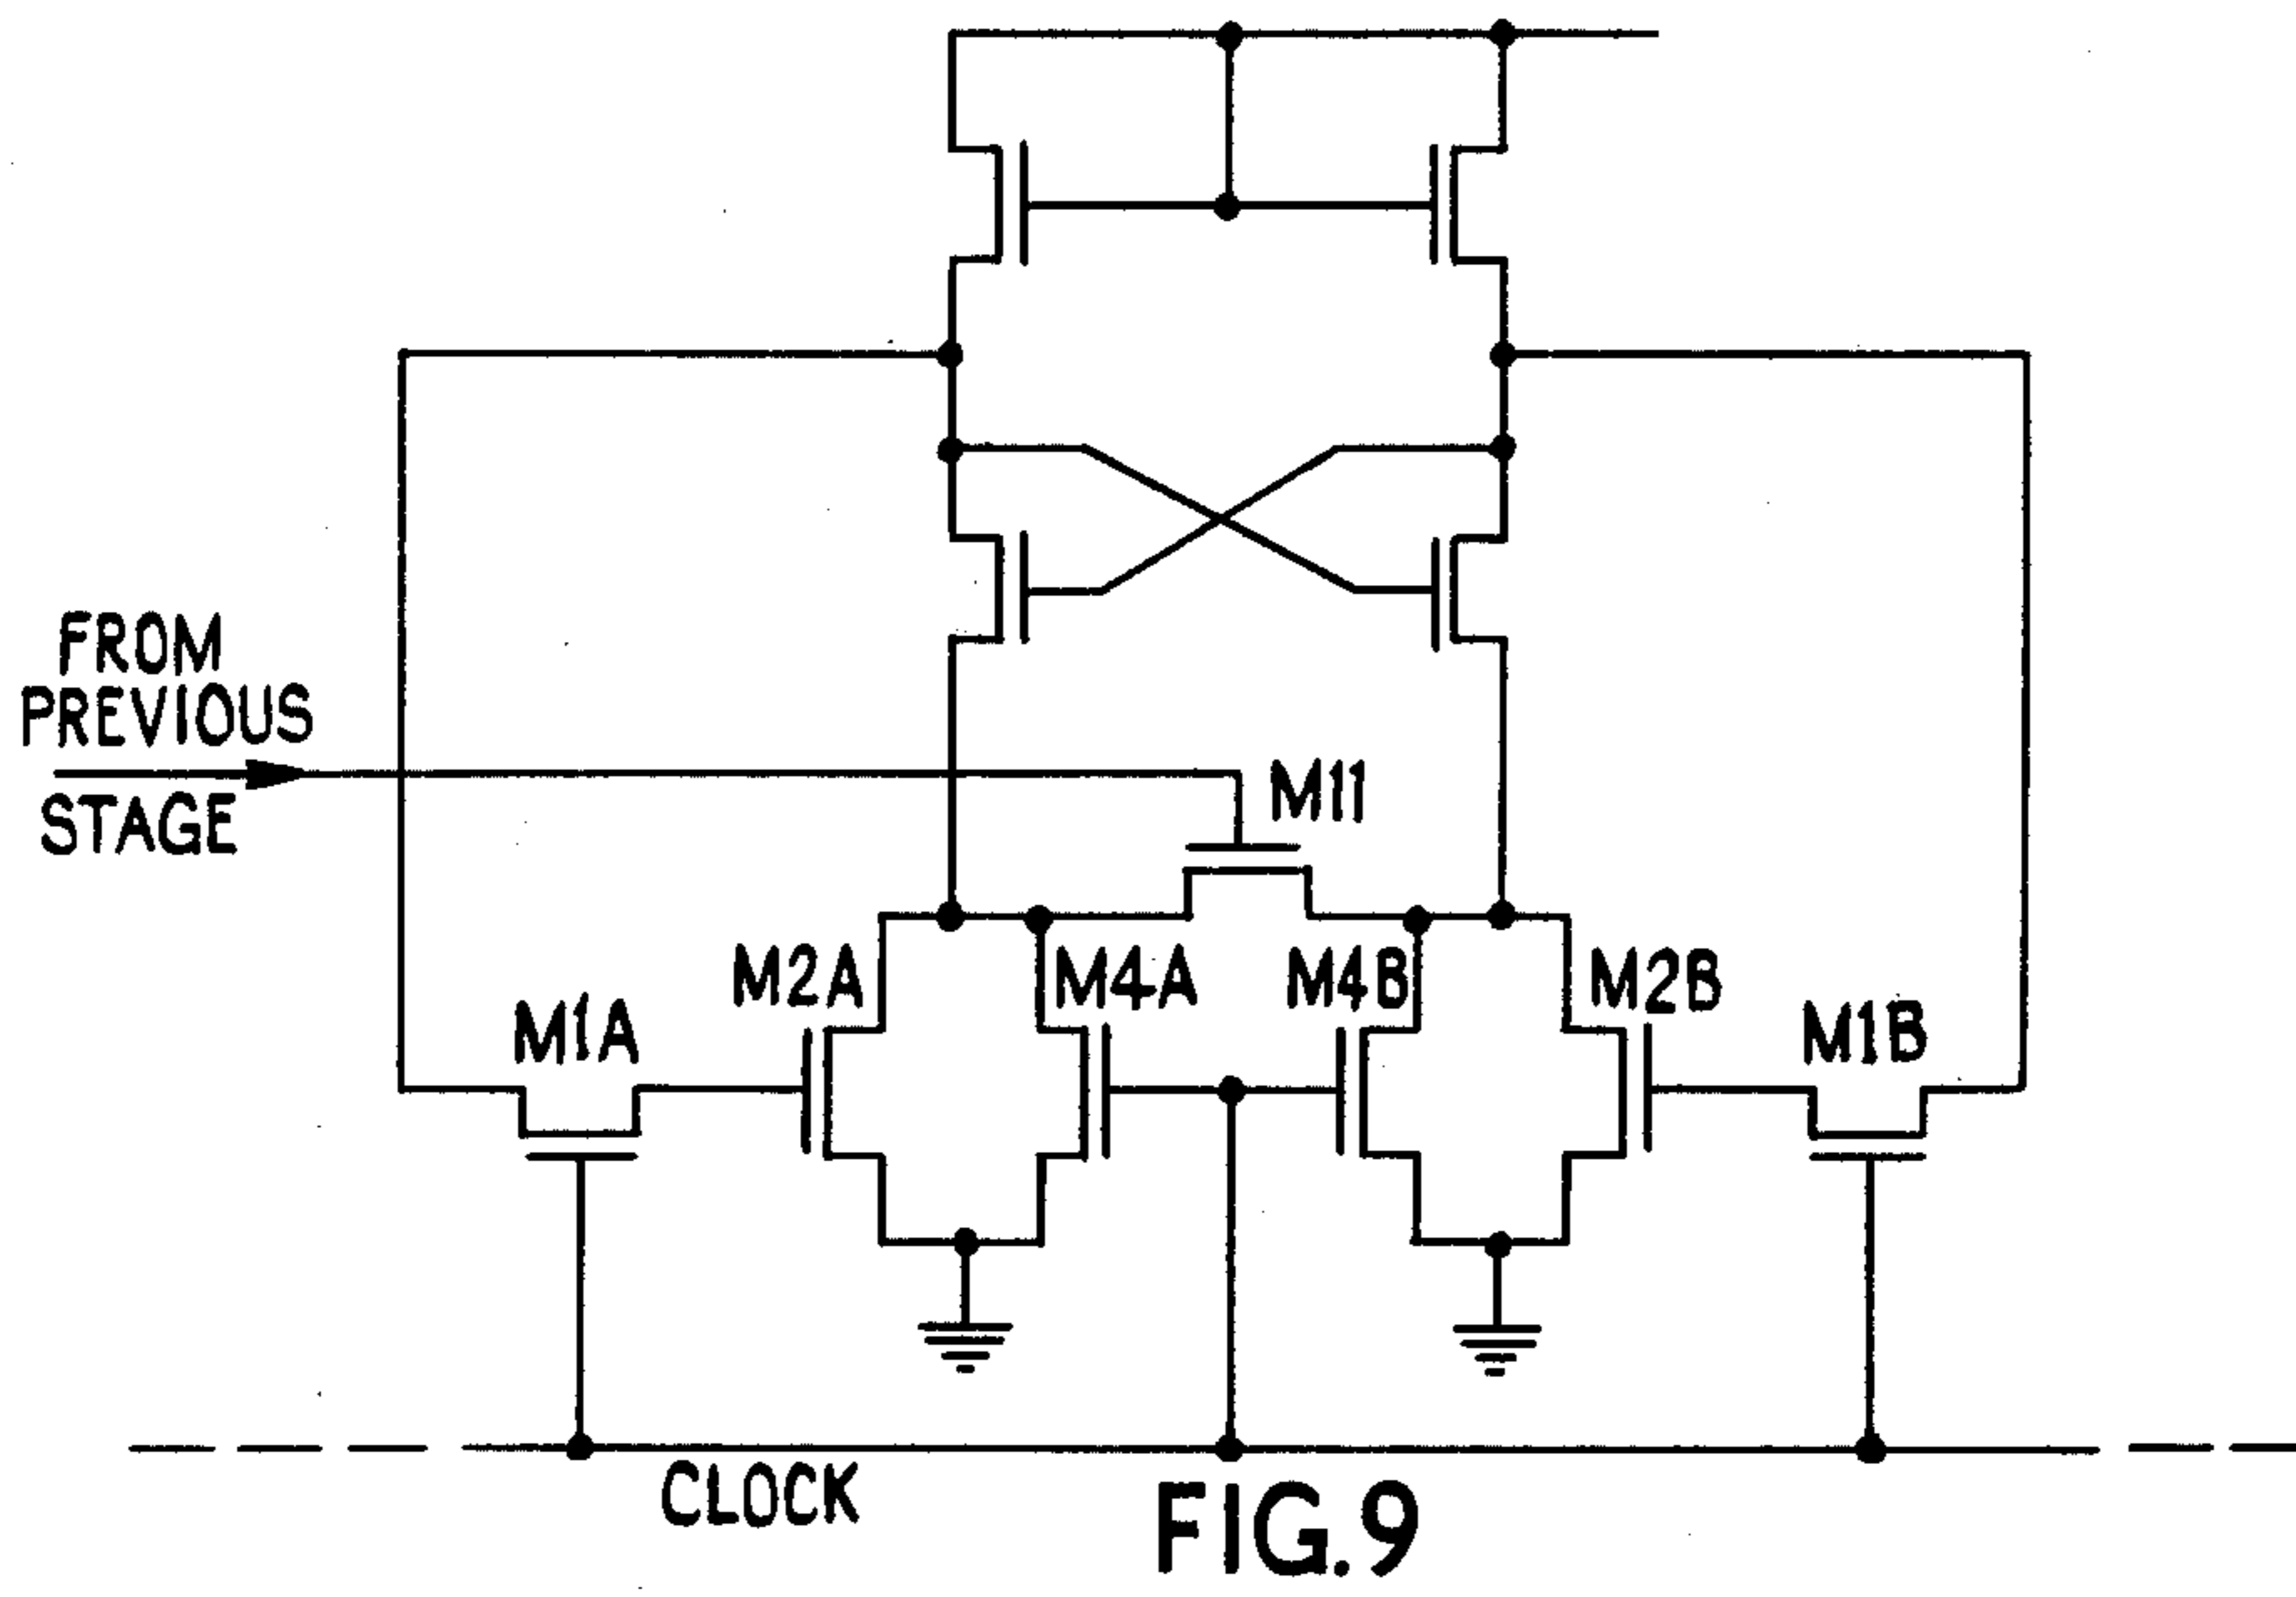 FROM
PREVIOUS
STAGE
M11
M2A
M4A
M4B
M2B
M1A
M1B
CLOCK
FIG.9